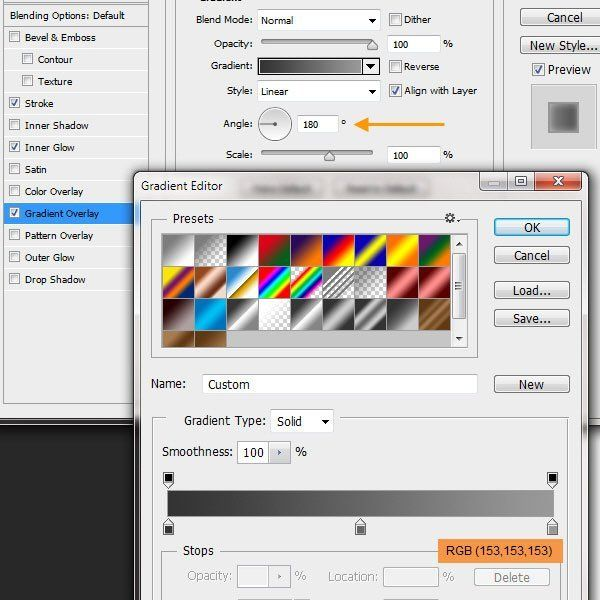 Blending Options: Default
Bevel & Emboss
Contour
Texture
Stroke
Inner Shadow
Inner Glow
Satin
Color Overlay
Gradient Overlay
Pattern Overlay
Outer Glow
Drop Shadow
Gradient
Blend Mode: Normal Dither
Opacity: 100 %
Gradient: Reverse
Style: Linear Align with Layer
Angle: 180 °
Scale: 100 %
Cancel
New Style...
Preview
Gradient Editor
Presets
OK
Cancel
Load...
Save...
Name: Custom New
Gradient Type: Solid
Smoothness: 100 %
RGB (153,153,153)
Stops
Opacity: % Location: % Delete